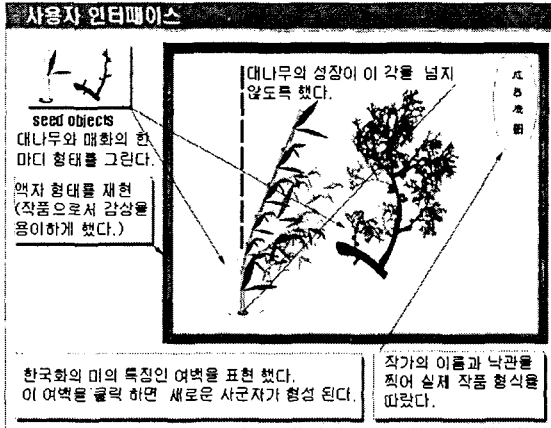 사용자 인터페이스
대나무의 성장이 이 각을 넘지
않도록 했다.
seed objects
대나무와 매화의 한
마디 형태를 그린다.
액자 형태를 재현
(작품으로서 감상을
용이하게 했다.)
한국화의 미의 특징인 여백을 표현 했다.
이 여백을 클릭 하면 새로운 사군자가 형성 된다.
작가의 이름과 낙관을
찍어 실제 작품 형식을
따랐다.